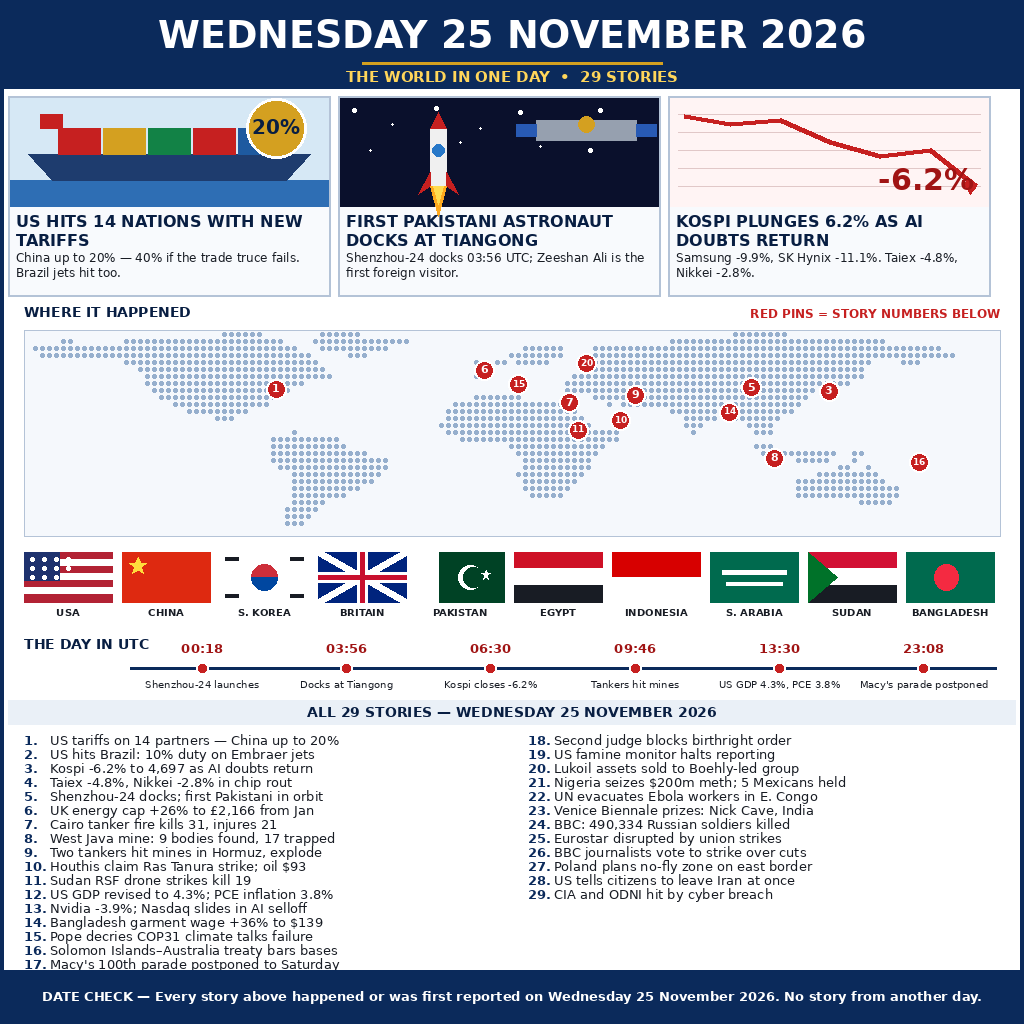 WEDNESDAY 25 NOVEMBER 2026
THE WORLD IN ONE DAY • 29 STORIES
20%
US HITS 14 NATIONS WITH NEW
TARIFFS
China up to 20% — 40% if the trade truce fails.
Brazil jets hit too.
FIRST PAKISTANI ASTRONAUT
DOCKS AT TIANGONG
Shenzhou-24 docks 03:56 UTC; Zeeshan Ali is the
first foreign visitor.
-6.2%
KOSPI PLUNGES 6.2% AS AI
DOUBTS RETURN
Samsung -9.9%, SK Hynix -11.1%. Taiex -4.8%,
Nikkei -2.8%.
WHERE IT HAPPENED
RED PINS = STORY NUMBERS BELOW
1
6
15
20
7
9
10
11
5
14
3
8
16
USA
CHINA
S. KOREA
BRITAIN
PAKISTAN
EGYPT
INDONESIA
S. ARABIA
SUDAN
BANGLADESH
THE DAY IN UTC
00:18
03:56
06:30
09:46
13:30
23:08
Shenzhou-24 launches
Docks at Tiangong
Kospi closes -6.2%
Tankers hit mines
US GDP 4.3%, PCE 3.8%
Macy's parade postponed
ALL 29 STORIES — WEDNESDAY 25 NOVEMBER 2026
1. US tariffs on 14 partners — China up to 20%
2. US hits Brazil: 10% duty on Embraer jets
3. Kospi -6.2% to 4,697 as AI doubts return
4. Taiex -4.8%, Nikkei -2.8% in chip rout
5. Shenzhou-24 docks; first Pakistani in orbit
6. UK energy cap +26% to £2,166 from Jan
7. Cairo tanker fire kills 31, injures 21
8. West Java mine: 9 bodies found, 17 trapped
9. Two tankers hit mines in Hormuz, explode
10. Houthis claim Ras Tanura strike; oil $93
11. Sudan RSF drone strikes kill 19
12. US GDP revised to 4.3%; PCE inflation 3.8%
13. Nvidia -3.9%; Nasdaq slides in AI selloff
14. Bangladesh garment wage +36% to $139
15. Pope decries COP31 climate talks failure
16. Solomon Islands–Australia treaty bars bases
17. Macy's 100th parade postponed to Saturday
18. Second judge blocks birthright order
19. US famine monitor halts reporting
20. Lukoil assets sold to Boehly-led group
21. Nigeria seizes $200m meth; 5 Mexicans held
22. UN evacuates Ebola workers in E. Congo
23. Venice Biennale prizes: Nick Cave, India
24. BBC: 490,334 Russian soldiers killed
25. Eurostar disrupted by union strikes
26. BBC journalists vote to strike over cuts
27. Poland plans no-fly zone on east border
28. US tells citizens to leave Iran at once
29. CIA and ODNI hit by cyber breach
DATE CHECK — Every story above happened or was first reported on Wednesday 25 November 2026. No story from another day.